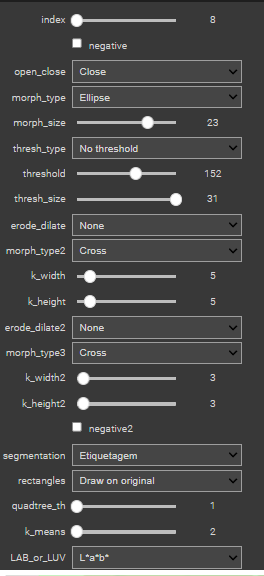 index 8
negative
open_close Close
morph_type Ellipse
morph_size 23
thresh_type No threshold
threshold 152
thresh_size 31
erode_dilate None
morph_type2 Cross
k_width 5
k_height 5
erode_dilate2 None
morph_type3 Cross
k_width2 3
k_height2 3
negative2
segmentation Etiquetagem
rectangles Draw on original
quadtree_th 1
k_means 2
LAB_or_LUV L*a*b*